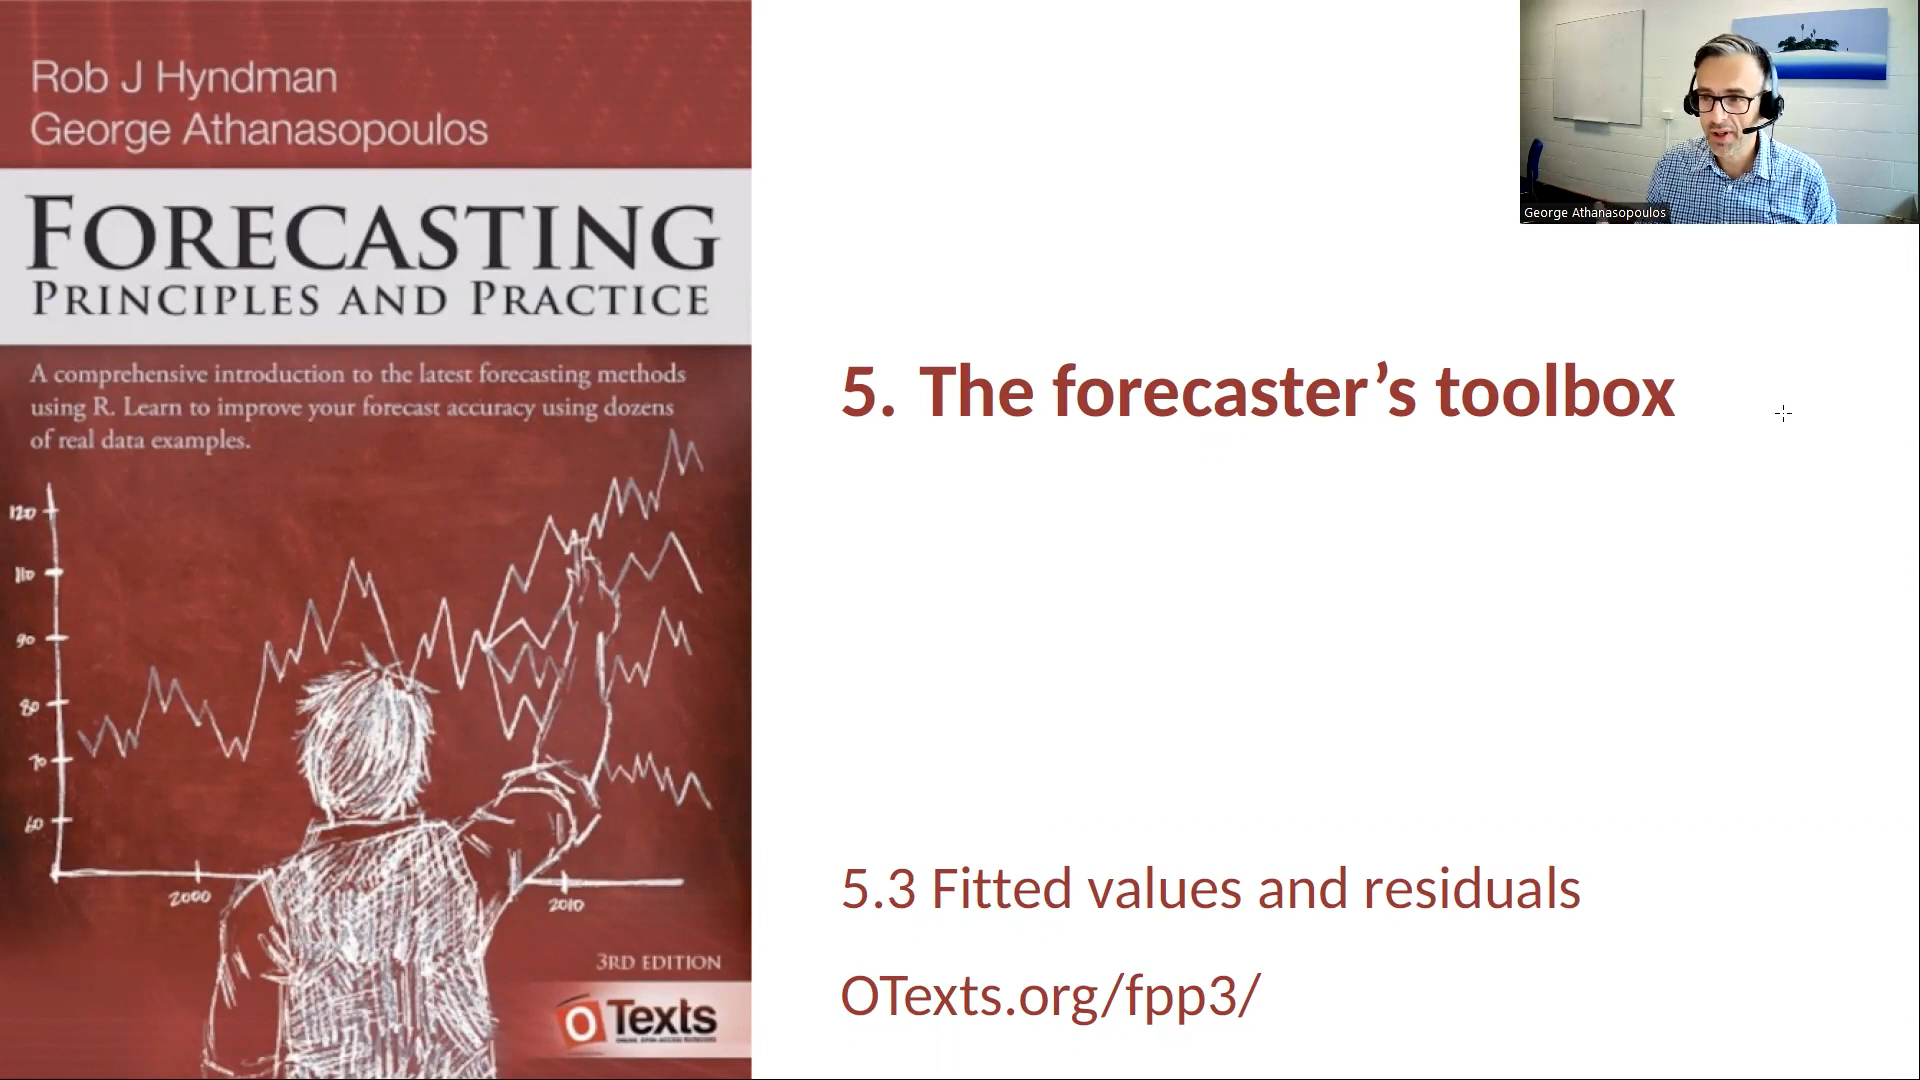 Rob J Hyndman
George Athanasopoulos
FORECASTING
PRINCIPLES AND PRACTICE
A comprehensive introduction to the latest forecasting methods
using R. Learn to improve your forecast accuracy using dozens
of real data examples.
120
110
90
80
70
60
2000
2010
3RD EDITION
OTexts
George Athanasopoulos
5. The forecaster’s toolbox
5.3 Fitted values and residuals
OTexts.org/fpp3/